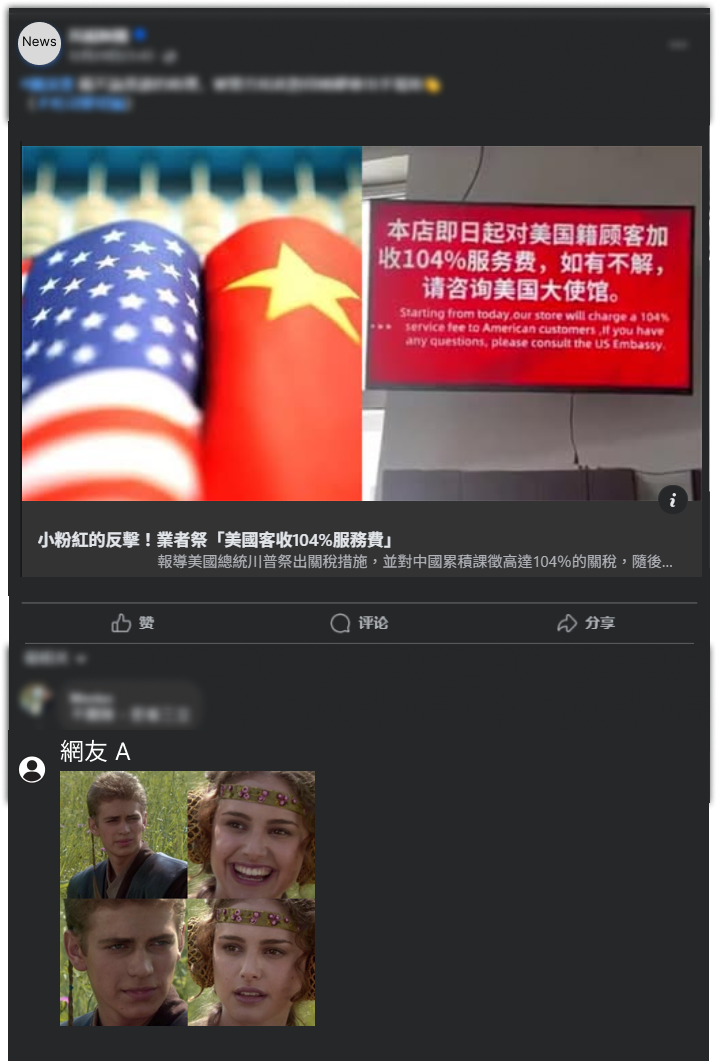 News
本店即日起对美国籍顾客加
收104%服务费，如有不解，
请咨询美国大使馆。
Starting from today,our store will charge a 104%
service fee to American customers ,If you have
any questions, please consult the US Embassy.
小粉紅的反擊！業者祭「美國客收104%服務費」
報導美國總統川普祭出關稅措施，並對中國累積課徵高達104%的關稅，隨後...
赞
评论
分享
網友 A